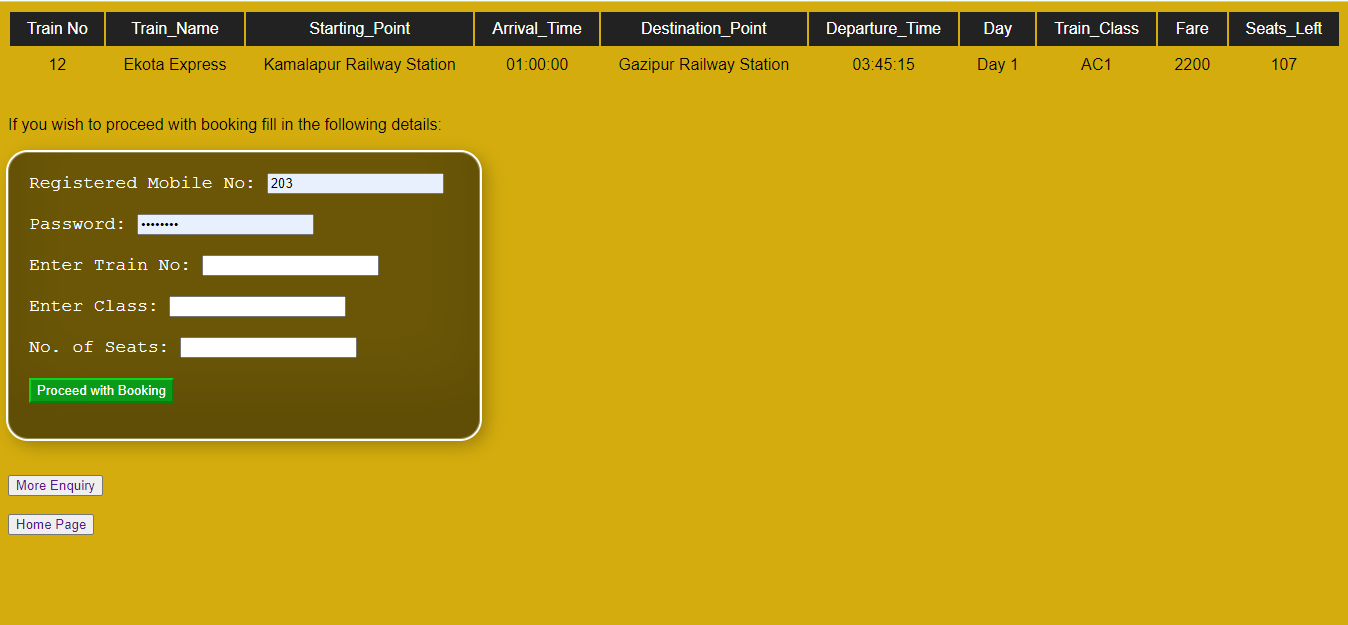 Train No Train_Name Starting_Point Arrival_Time Destination_Point Departure_Time Day Train_Class Fare Seats_Left
12 Ekota Express Kamalapur Railway Station 01:00:00 Gazipur Railway Station 03:45:15 Day 1 AC1 2200 107
If you wish to proceed with booking fill in the following details:
Registered Mobile No: 203
Password: ••••••••
Enter Train No:
Enter Class:
No. of Seats:
Proceed with Booking
More Enquiry
Home Page